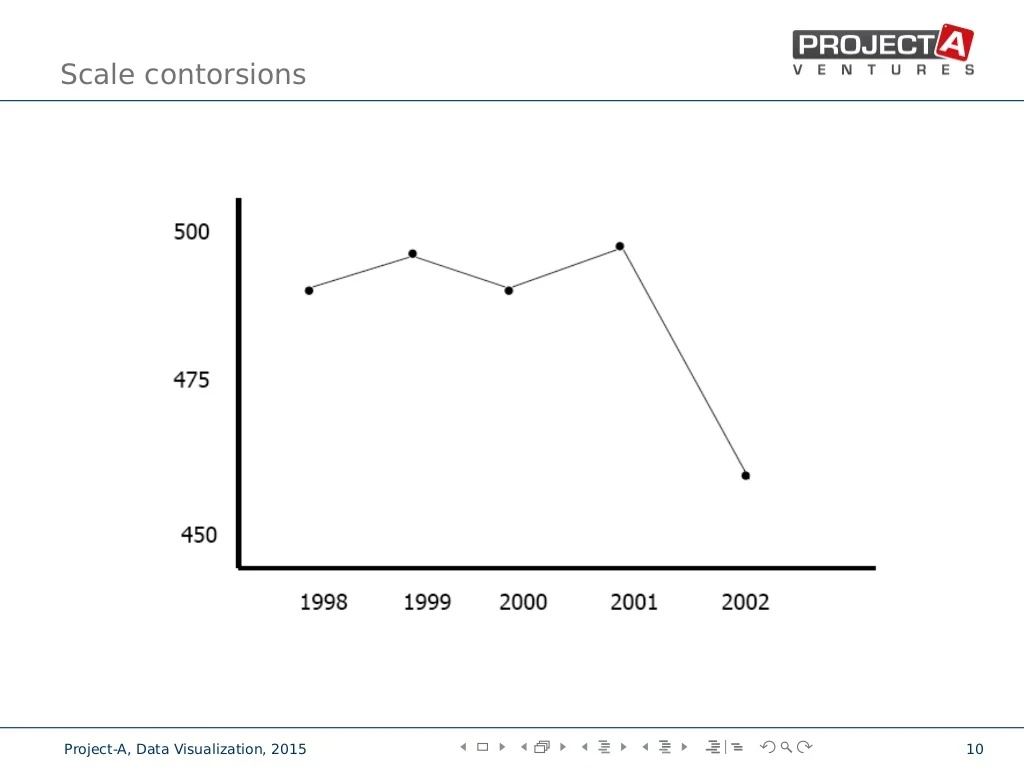 Scale contorsions
PROJECT A
VENTURES
500
475
450
1998 1999 2000 2001 2002
Project-A, Data Visualization, 2015
10